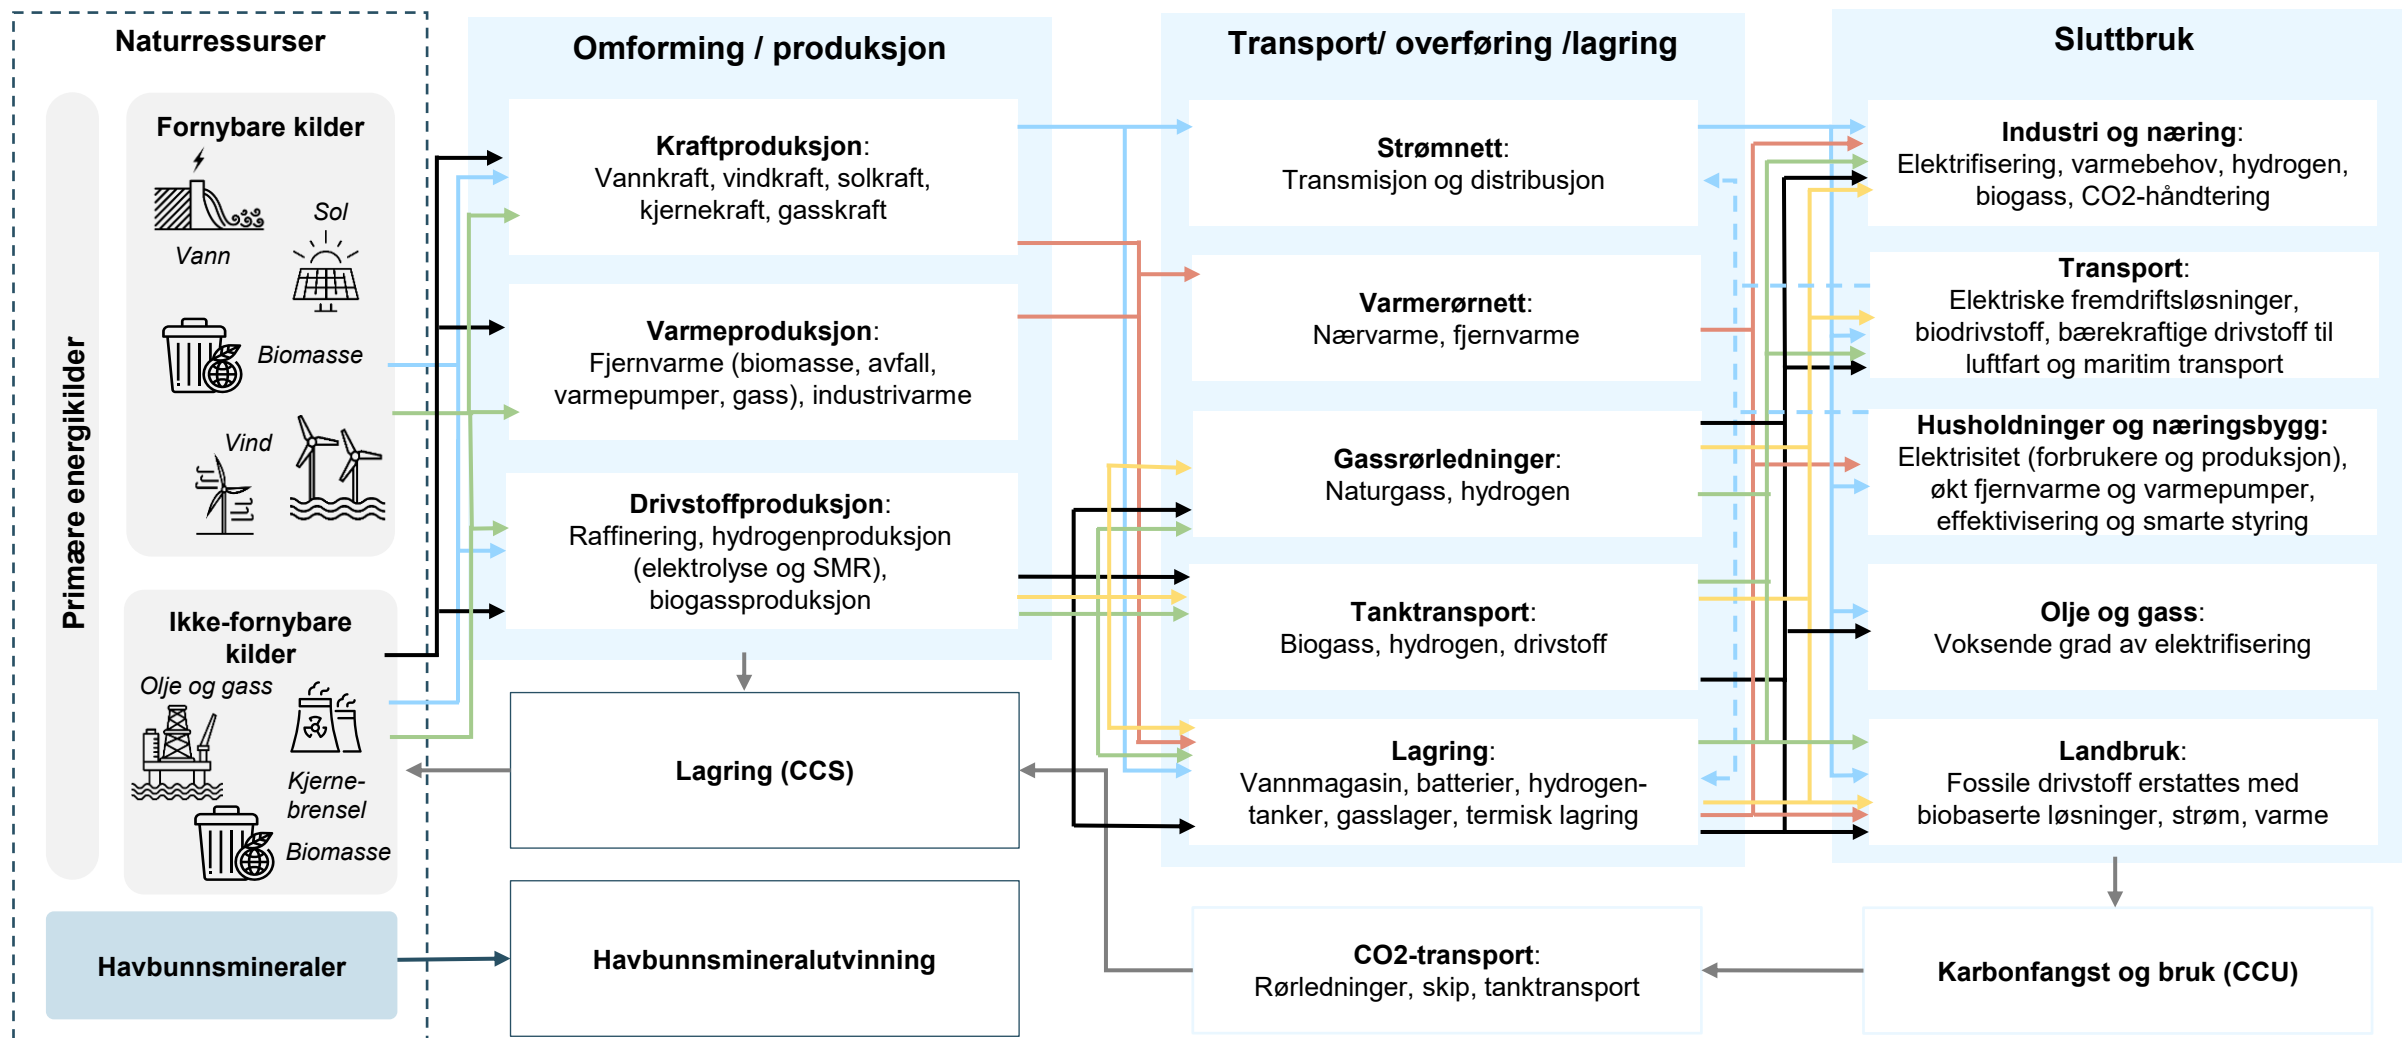 Naturressurser
Primære energikilder
Fornybare kilder
Vann
Sol
Biomasse
Vind
Ikke-fornybare
kilder
Olje og gass
Kjerne-
brensel
Biomasse
Havbunnsmineraler
Omforming / produksjon
Kraftproduksjon:
Vannkraft, vindkraft, solkraft,
kjernekraft, gasskraft
Varmeproduksjon:
Fjernvarme (biomasse, avfall,
varmepumper, gass), industrivarme
Drivstoffproduksjon:
Raffinering, hydrogenproduksjon
(elektrolyse og SMR),
biogassproduksjon
Lagring (CCS)
Havbunnsmineralutvinning
Transport/ overføring /lagring
Strømnett:
Transmisjon og distribusjon
Varmerørnett:
Nærvarme, fjernvarme
Gassrørledninger:
Naturgass, hydrogen
Tanktransport:
Biogass, hydrogen, drivstoff
Lagring:
Vannmagasin, batterier, hydrogen-
tanker, gasslager, termisk lagring
CO2-transport:
Rørledninger, skip, tanktransport
Sluttbruk
Industri og næring:
Elektrifisering, varmebehov, hydrogen,
biogass, CO2-håndtering
Transport:
Elektriske fremdriftsløsninger,
biodrivstoff, bærekraftige drivstoff til
luftfart og maritim transport
Husholdninger og næringsbygg:
Elektrisitet (forbrukere og produksjon),
økt fjernvarme og varmepumper,
effektivisering og smarte styring
Olje og gass:
Voksende grad av elektrifisering
Landbruk:
Fossile drivstoff erstattes med
biobaserte løsninger, strøm, varme
Karbonfangst og bruk (CCU)